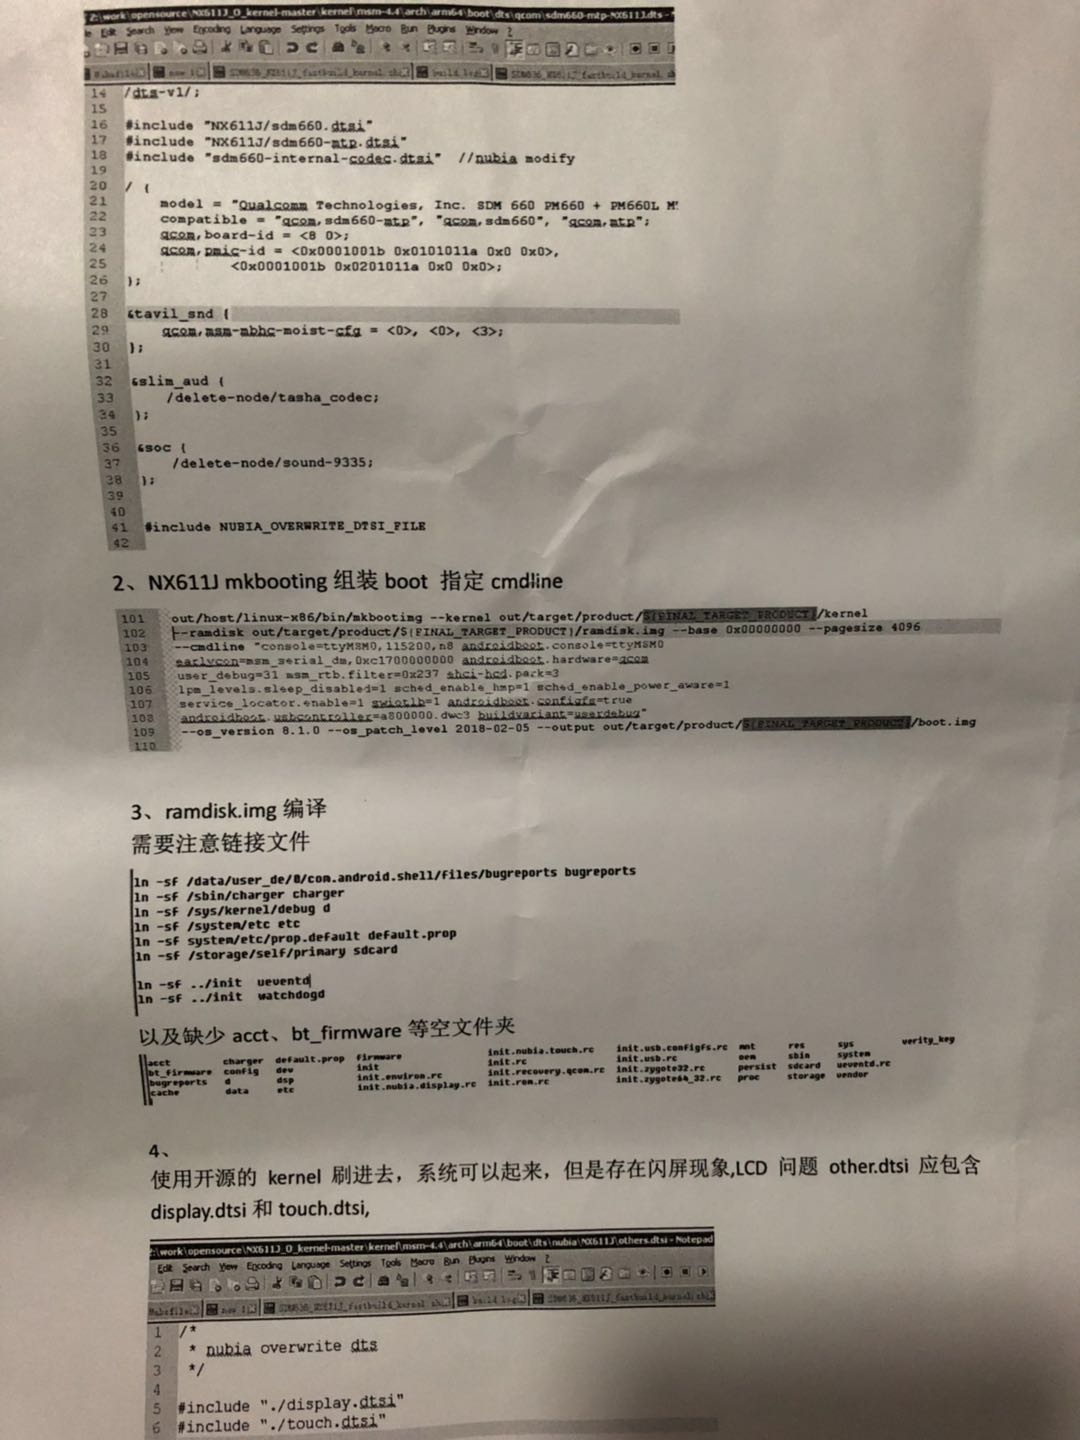 Z:\work\opensource\NX611J_O_kernel-master\kernel\msm-4.4\arch\arm64\boot\dts\qcom\sdm660-mtp-NX611J.dts -
Edit Search View Encoding Language Settings Tools Macro Run Plugins Window ?
14 /dts-v1/;
15
16 #include "NX611J/sdm660.dtsi"
17 #include "NX611J/sdm660-mtp.dtsi"
18 #include "sdm660-internal-codec.dtsi" //nubia modify
19
20 / {
21 model = "Qualcomm Technologies, Inc. SDM 660 PM660 + PM660L M
22 compatible = "qcom,sdm660-mtp", "qcom,sdm660", "qcom,mtp";
23 qcom,board-id = <8 0>;
24 qcom,pmic-id = <0x0001001b 0x0101011a 0x0 0x0>,
25 <0x0001001b 0x0201011a 0x0 0x0>;
26 };
27
28 &tavil_snd {
29 qcom,msm-mbhc-moist-cfg = <0>, <0>, <3>;
30 };
31
32 &slim_aud {
33 /delete-node/tasha_codec;
34 };
35
36 &soc {
37 /delete-node/sound-9335;
38 };
39
40
41 #include NUBIA_OVERWRITE_DTSI_FILE
42
2、NX611J mkbooting 组装 boot 指定 cmdline
101 out/host/linux-x86/bin/mkbootimg --kernel out/target/product/${FINAL_TARGET_PRODUCT}/kernel
102 --ramdisk out/target/product/${FINAL_TARGET_PRODUCT}/ramdisk.img --base 0x00000000 --pagesize 4096
103 --cmdline "console=ttyMSM0,115200,n8 androidboot.console=ttyMSM0
104 earlycon=msm_serial_dm,0xc1700000000 androidboot.hardware=qcom
105 user_debug=31 msm_rtb.filter=0x237 ehci-hcd.park=3
106 lpm_levels.sleep_disabled=1 sched_enable_hmp=1 sched_enable_power_aware=1
107 service_locator.enable=1 swiotlb=1 androidboot.configfs=true
108 androidboot.usbcontroller=a800000.dwc3 buildvariant=userdebug"
109 --os_version 8.1.0 --os_patch_level 2018-02-05 --output out/target/product/${FINAL_TARGET_PRODUCT}/boot.img
110
3、ramdisk.img 编译
需要注意链接文件
ln -sf /data/user_de/0/com.android.shell/files/bugreports bugreports
ln -sf /sbin/charger charger
ln -sf /sys/kernel/debug d
ln -sf /system/etc etc
ln -sf system/etc/prop.default default.prop
ln -sf /storage/self/primary sdcard
ln -sf ../init ueventd
ln -sf ../init watchdogd
以及缺少 acct、bt_firmware 等空文件夹
acct charger default.prop firmware init.nubia.touch.rc init.usb.configfs.rc mnt res sys verity_key
bt_firmware config dev init init.rc init.usb.rc oem sbin system
bugreports d dsp init.environ.rc init.recovery.qcom.rc init.zygote32.rc persist sdcard ueventd.rc
cache data etc init.nubia.display.rc init.rom.rc init.zygote64_32.rc proc storage vendor
4、
使用开源的 kernel 刷进去，系统可以起来，但是存在闪屏现象,LCD 问题 other.dtsi 应包含
display.dtsi 和 touch.dtsi,
Z:\work\opensource\NX611J_O_kernel-master\kernel\msm-4.4\arch\arm64\boot\dts\nubia\NX611J\others.dtsi - Notepad
Edit Search View Encoding Language Settings Tools Macro Run Plugins Window ?
1 /*
2 * nubia overwrite dts
3 */
4
5 #include "./display.dtsi"
6 #include "./touch.dtsi"